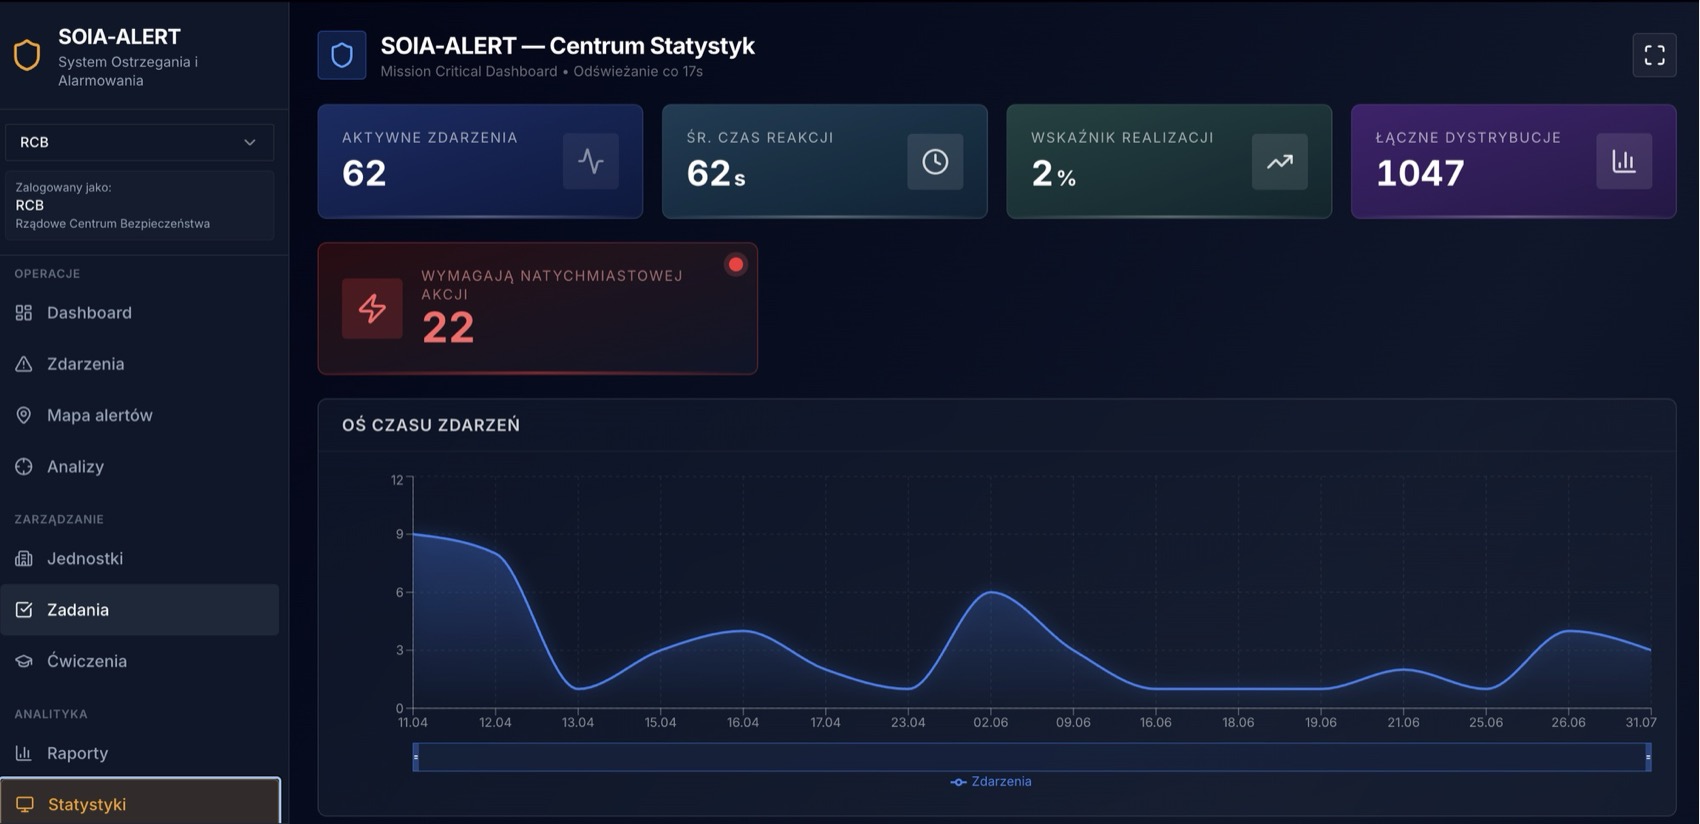 SOIA-ALERT
System Ostrzegania i
Alarmowania
RCB
Zalogowany jako:
RCB
Rządowe Centrum Bezpieczeństwa
OPERACJE
Dashboard
Zdarzenia
Mapa alertów
Analizy
ZARZĄDZANIE
Jednostki
Zadania
Ćwiczenia
ANALITYKA
Raporty
Statystyki
SOIA-ALERT — Centrum Statystyk
Mission Critical Dashboard • Odświeżanie co 17s
AKTYWNE ZDARZENIA
62
ŚR. CZAS REAKCJI
62 s
WSKAŹNIK REALIZACJI
2 %
ŁĄCZNE DYSTRYBUCJE
1047
WYMAGAJĄ NATYCHMIASTOWEJ
AKCJI
22
OŚ CZASU ZDARZEŃ
12
9
6
3
0
11.04 12.04 13.04 15.04 16.04 17.04 23.04 02.06 09.06 16.06 18.06 19.06 21.06 25.06 26.06 31.07
Zdarzenia